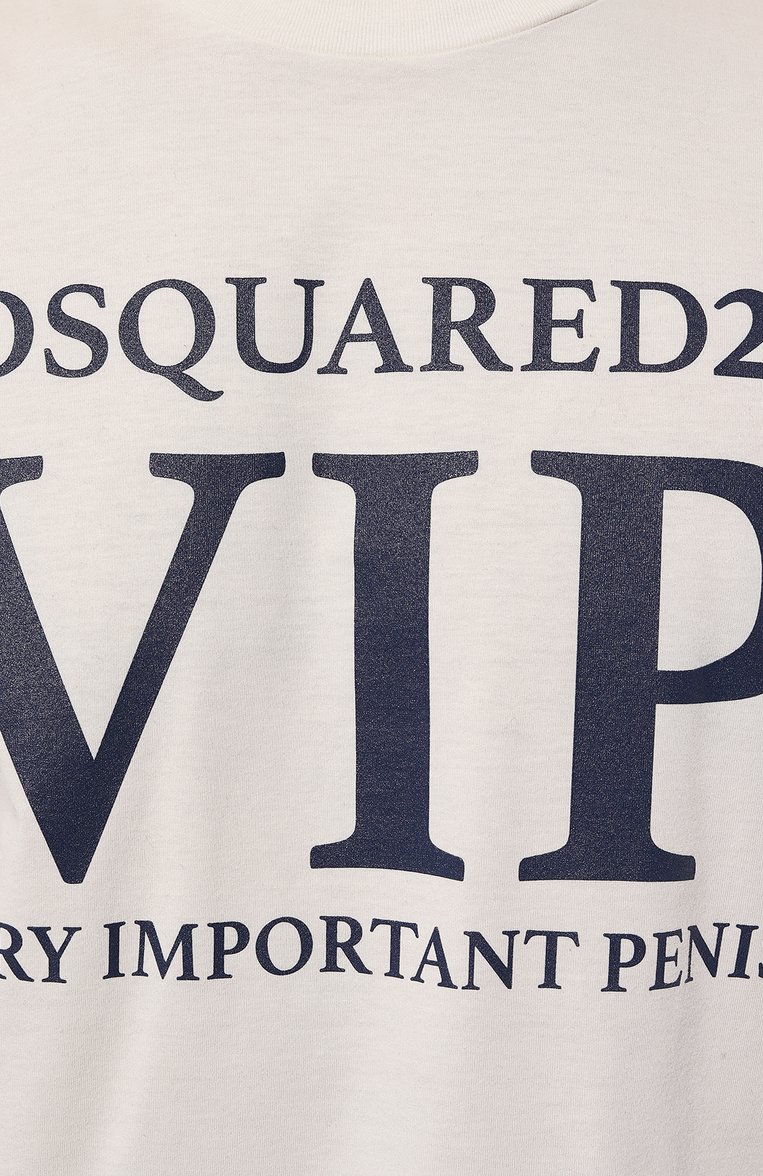 DSQUARED2
VIP
RY IMPORTANT PENIS